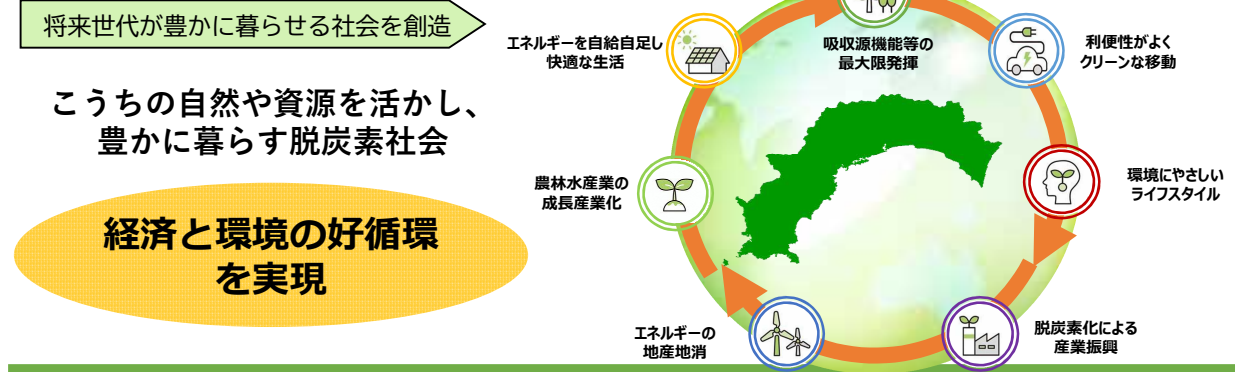 将来世代が豊かに暮らせる社会を創造
こうちの自然や資源を活かし、
豊かに暮らす脱炭素社会
経済と環境の好循環
を実現
エネルギーを自給自足し
快適な生活
吸収源機能等の
最大限発揮
利便性がよく
クリーンな移動
農林水産業の
成長産業化
環境にやさしい
ライフスタイル
エネルギーの
地産地消
脱炭素化による
産業振興